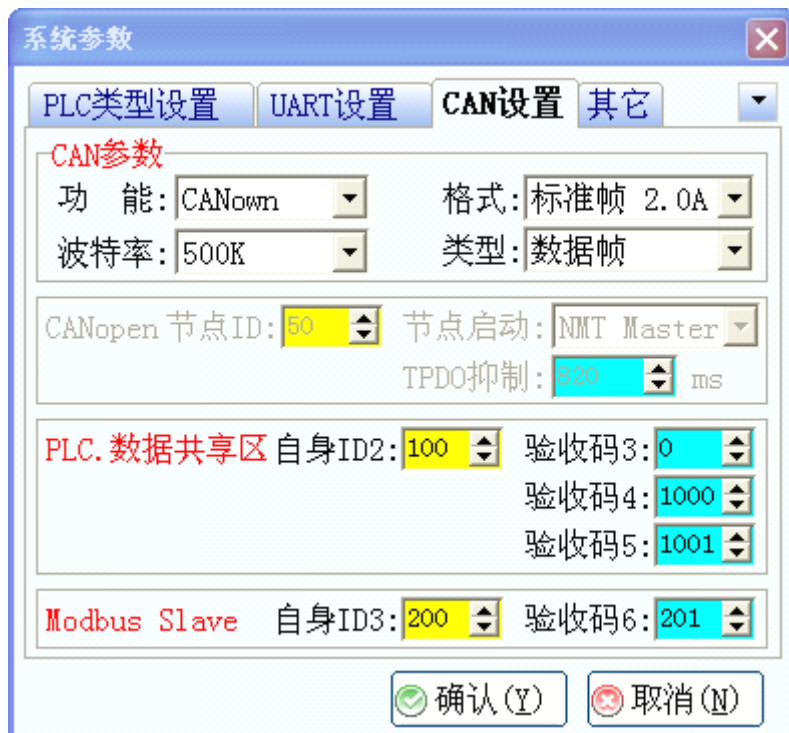 系统参数
PLC类型设置 UART设置 CAN设置 其它
CAN参数
功 能: CANown 格式: 标准帧 2.0A
波特率: 500K 类型: 数据帧
CANopen 节点ID: 50 节点启动: NMT Master
TPDO抑制: 820 ms
PLC.数据共享区 自身ID2: 100 验收码3: 0
验收码4: 1000
验收码5: 1001
Modbus Slave 自身ID3: 200 验收码6: 201
确认(Y) 取消(N)